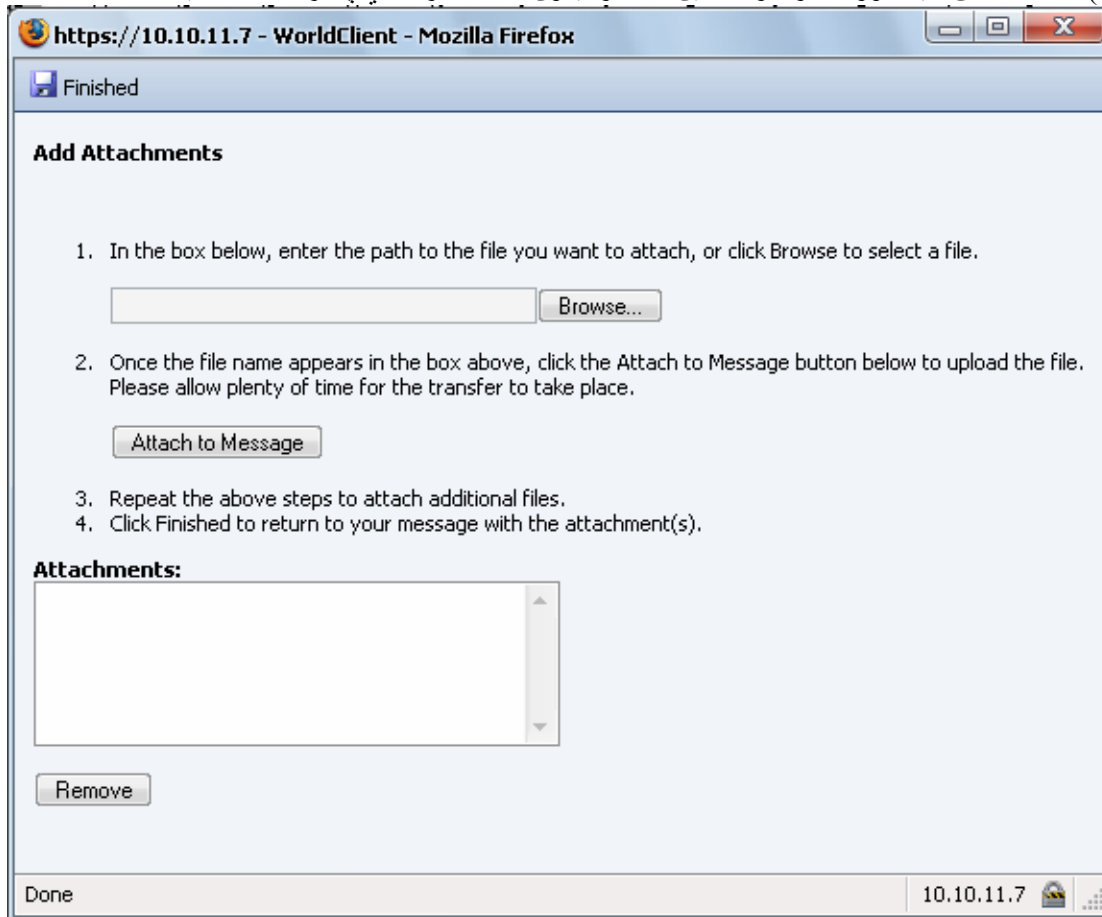 https://10.10.11.7 - WorldClient - Mozilla Firefox
Finished
Add Attachments
1. In the box below, enter the path to the file you want to attach, or click Browse to select a file.
Browse...
2. Once the file name appears in the box above, click the Attach to Message button below to upload the file.
Please allow plenty of time for the transfer to take place.
Attach to Message
3. Repeat the above steps to attach additional files.
4. Click Finished to return to your message with the attachment(s).
Attachments:
Remove
Done 10.10.11.7